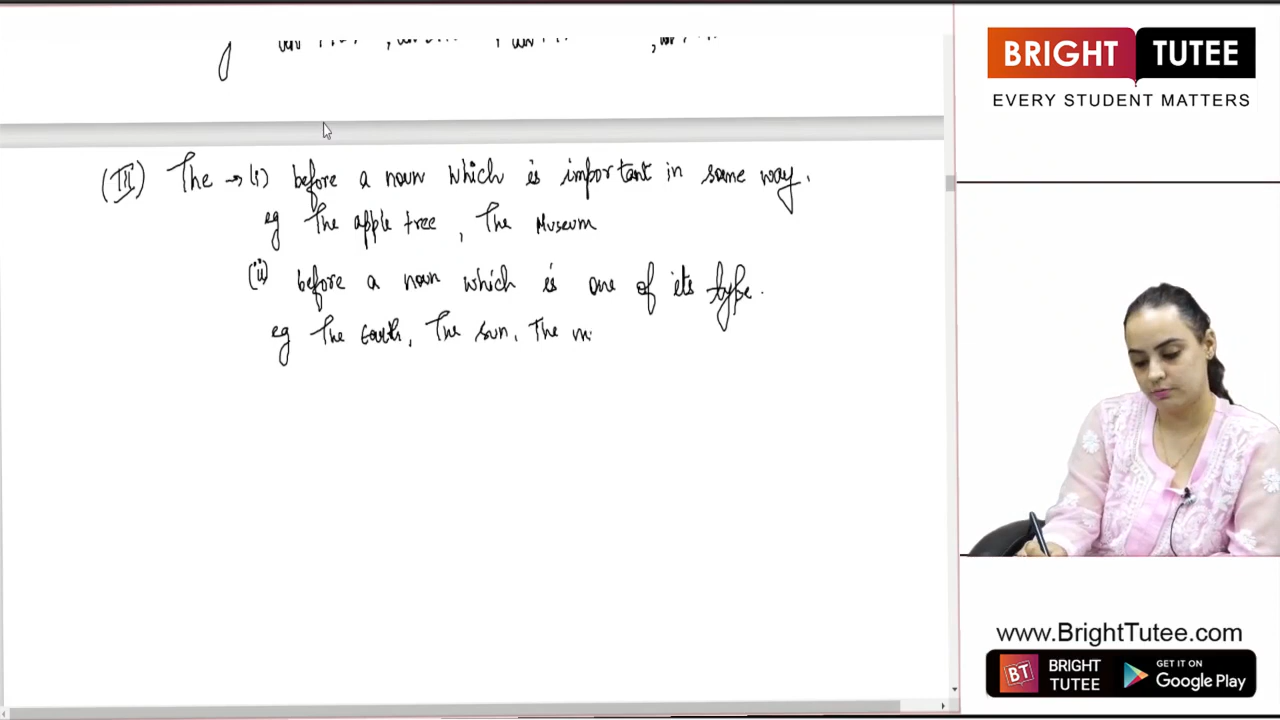 BRIGHT TUTEE
EVERY STUDENT MATTERS
(III) The → (i) before a noun which is important in some way.
eg The apple tree, The Museum
(ii) before a noun which is one of its type.
eg The Earth, The sun, The m
www.BrightTutee.com
BT BRIGHT TUTEE
GET IT ON Google Play